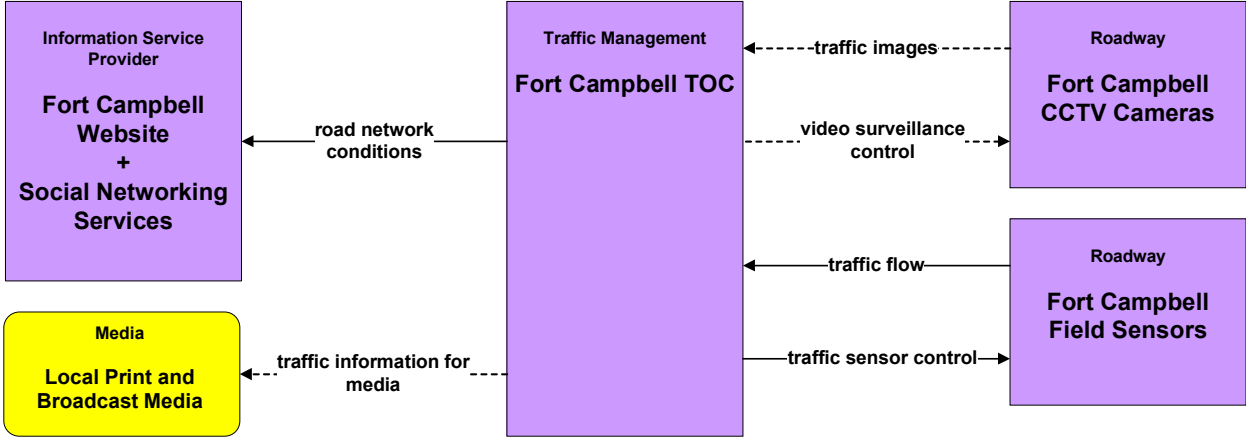 Information Service
Provider
Fort Campbell
Website
+
Social Networking
Services
road network
conditions
Media
Local Print and
Broadcast Media
traffic information for
media
Traffic Management
Fort Campbell TOC
traffic images
video surveillance
control
traffic flow
traffic sensor control
Roadway
Fort Campbell
CCTV Cameras
Roadway
Fort Campbell
Field Sensors